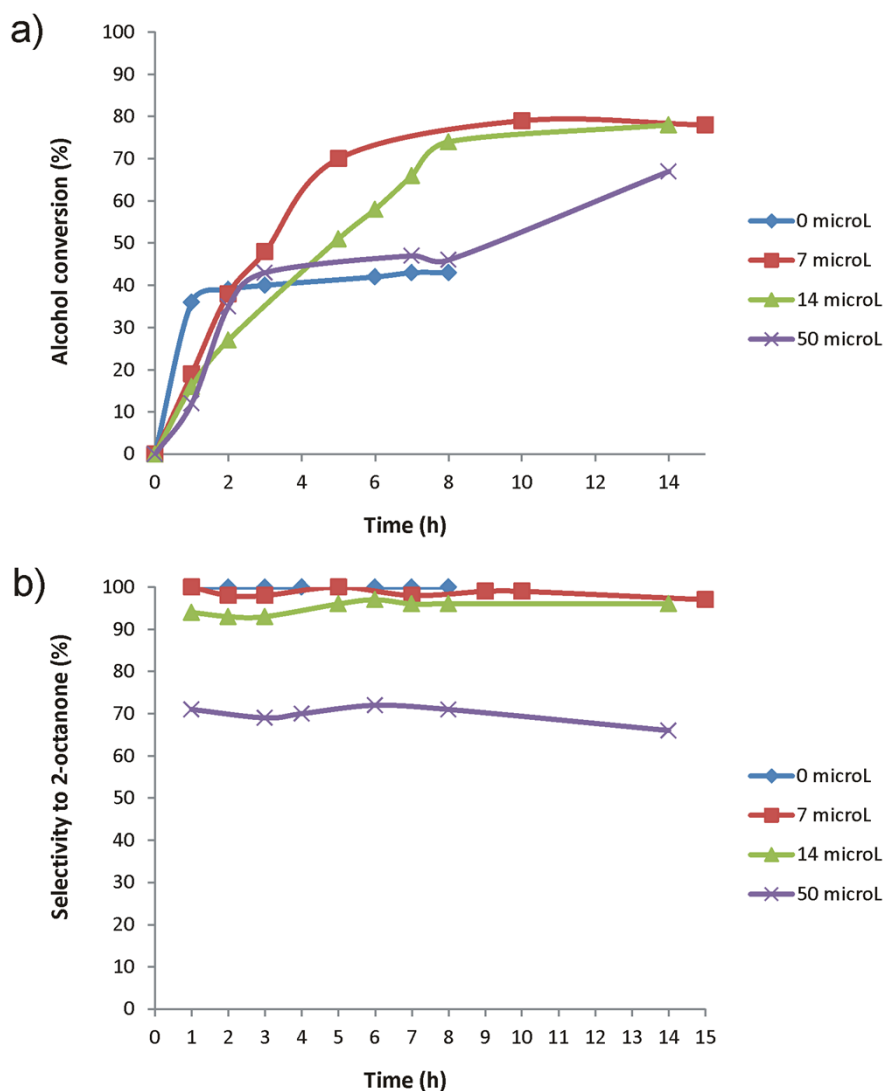 a)
100
90
80
70
60
50
40
30
20
10
0
Alcohol conversion (%)
0 2 4 6 8 10 12 14
Time (h)
0 microL
7 microL
14 microL
50 microL
b)
100
90
80
70
60
50
40
30
20
10
0
Selectivity to 2-octanone (%)
0 1 2 3 4 5 6 7 8 9 10 11 12 13 14 15
Time (h)
0 microL
7 microL
14 microL
50 microL